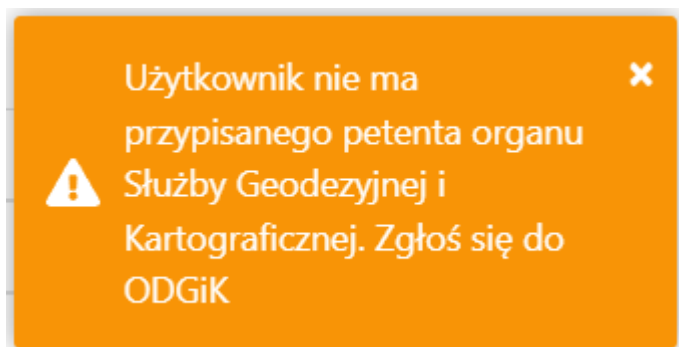 Użytkownik nie ma
przypisanego petenta organu
Służby Geodezyjnej i
Kartograficznej. Zgłoś się do
ODGiK